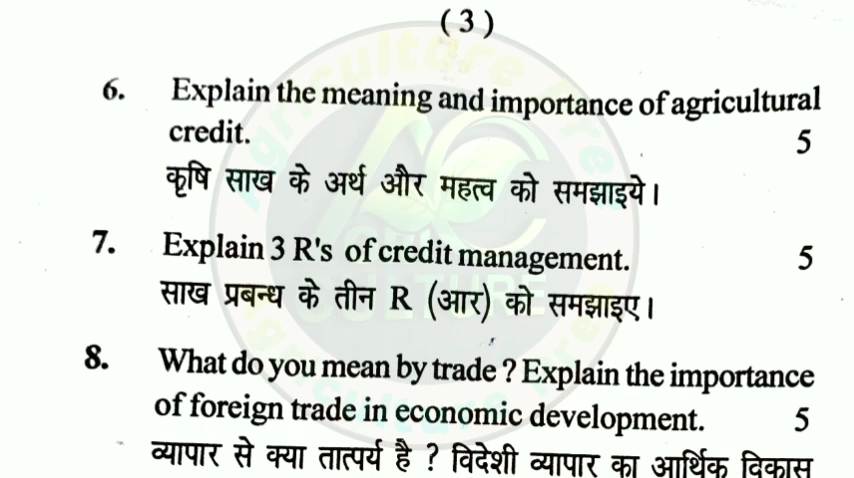 (3)
6. Explain the meaning and importance of agricultural
credit. 5
कृषि साख के अर्थ और महत्व को समझाइये।
7. Explain 3 R's of credit management. 5
साख प्रबन्ध के तीन R (आर) को समझाइए।
8. What do you mean by trade ? Explain the importance
of foreign trade in economic development. 5
व्यापार से क्या तात्पर्य है ? विदेशी व्यापार का आर्थिक विकास